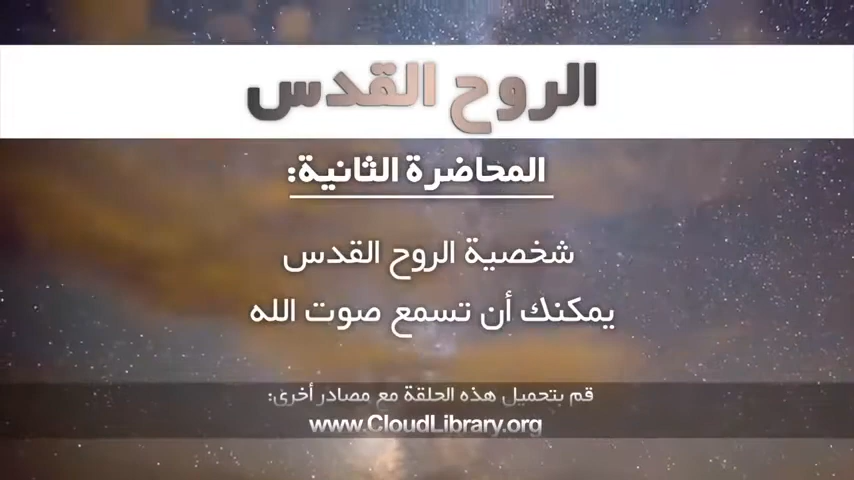 الروح القدس
المحاضرة الثانية:
شخصية الروح القدس
يمكنك أن تسمع صوت الله
قم بتحميل هذه الحلقة مع مصادر أخرى:
www.CloudLibrary.org